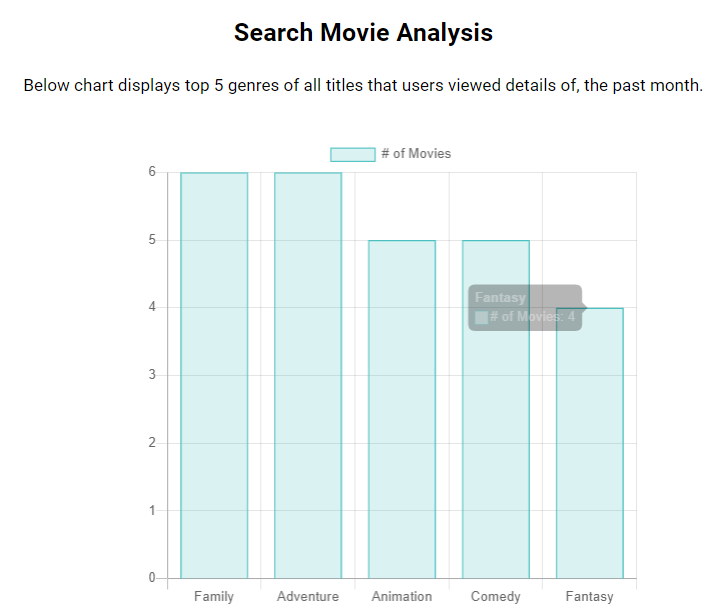 Search Movie Analysis
Below chart displays top 5 genres of all titles that users viewed details of, the past month.
# of Movies
6
5
4
3
2
1
0
Fantasy
# of Movies: 4
Family Adventure Animation Comedy Fantasy